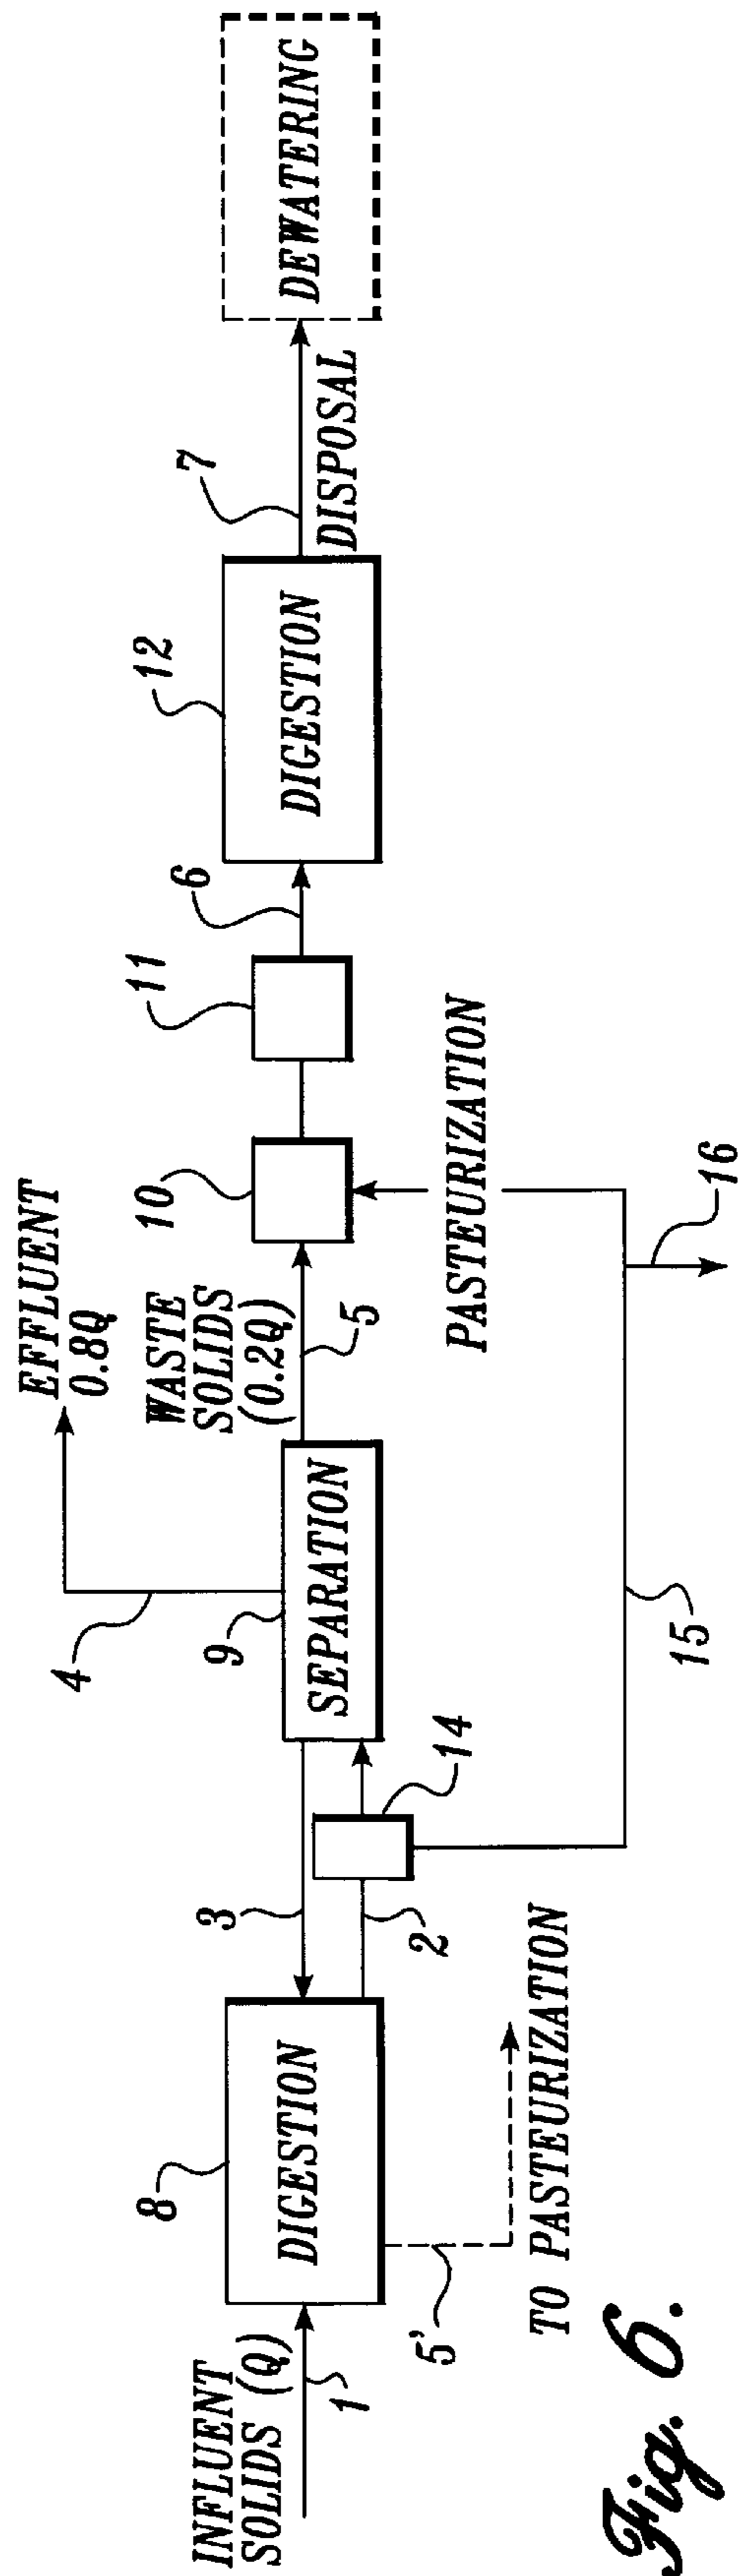 INFLUENT
SOLIDS (Q)
1
8
DIGESTION
5'
TO PASTEURIZATION
3
2
14
9
SEPARATION
4
EFFLUENT
0.8Q
WASTE
SOLIDS
(0.2Q)
5
10
PASTEURIZATION
15
16
11
6
12
DIGESTION
7
DISPOSAL
DEWATERING
Fig. 6.